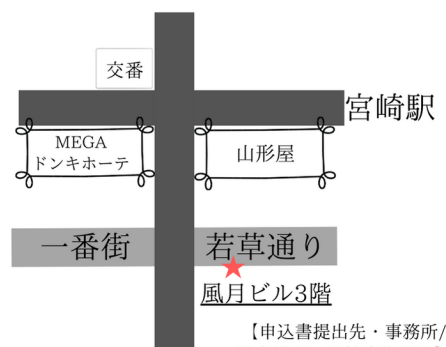 交番
宮崎駅
MEGA
ドンキホーテ
山形屋
一番街
若草通り
風月ビル3階
【申込書提出先・事務所/